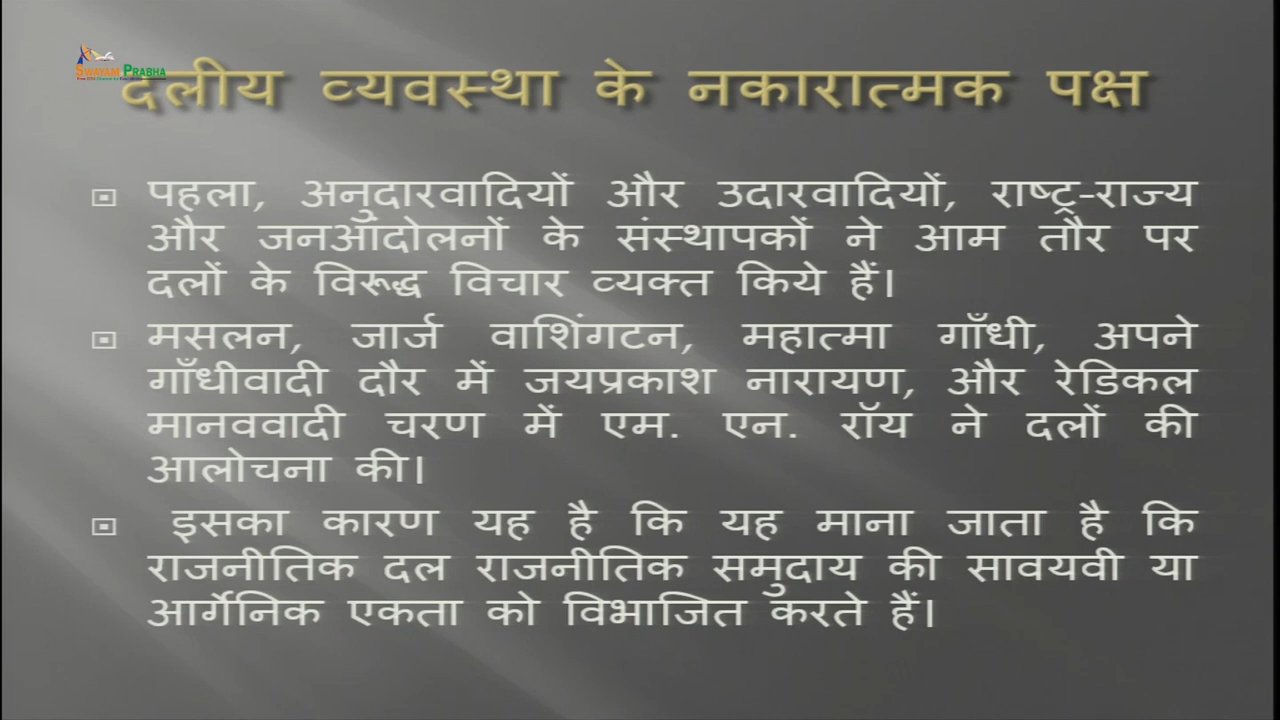 SWAYAM PRABHA
दलीय व्यवस्था के नकारात्मक पक्ष
पहला, अनुदारवादियों और उदारवादियों, राष्ट्र-राज्य
और जनआंदोलनों के संस्थापकों ने आम तौर पर
दलों के विरूद्ध विचार व्यक्त किये हैं।
मसलन, जार्ज वाशिंगटन, महात्मा गाँधी, अपने
गाँधीवादी दौर में जयप्रकाश नारायण, और रेडिकल
मानववादी चरण में एम. एन. रॉय ने दलों की
आलोचना की।
इसका कारण यह है कि यह माना जाता है कि
राजनीतिक दल राजनीतिक समुदाय की सावयवी या
आर्गेनिक एकता को विभाजित करते हैं।